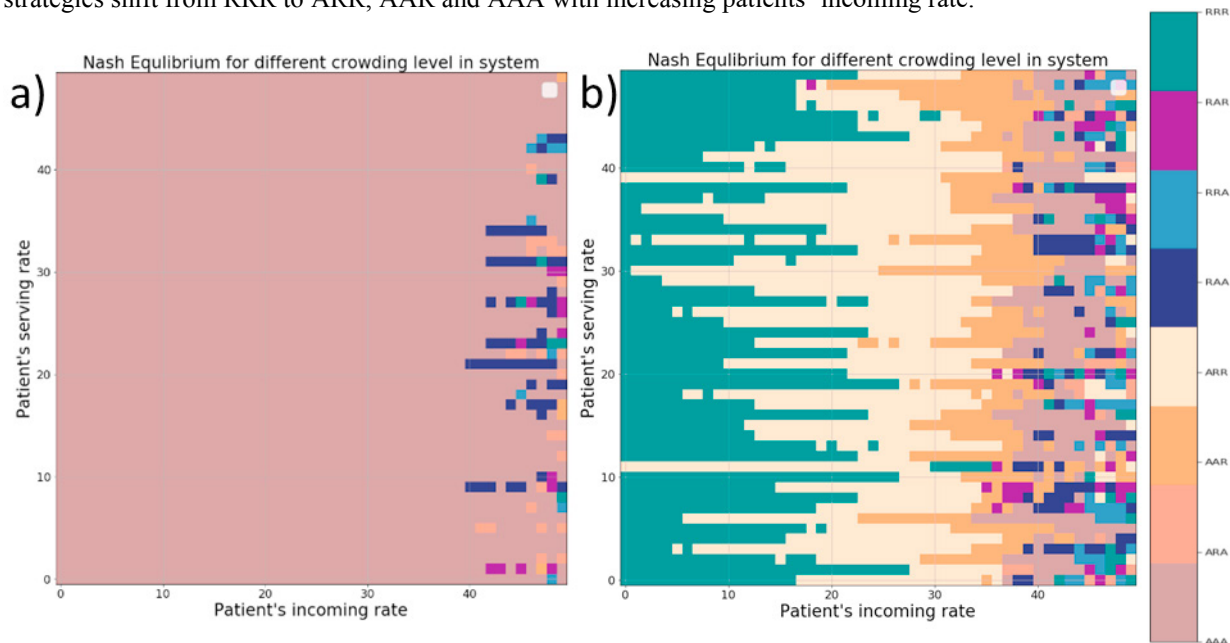 strategies shift from RRR to ARR, AAR and AAA with increasing patients' incoming rate.
Nash Equlibrium for different crowding level in system
a)
Patient's serving rate
40
30
20
10
0
0 10 20 30 40
Patient's incoming rate
Nash Equlibrium for different crowding level in system
b)
Patient's serving rate
40
30
20
10
0
0 10 20 30 40
Patient's incoming rate
RRR
RAR
RRA
RAA
ARR
AAR
ARA
AAA